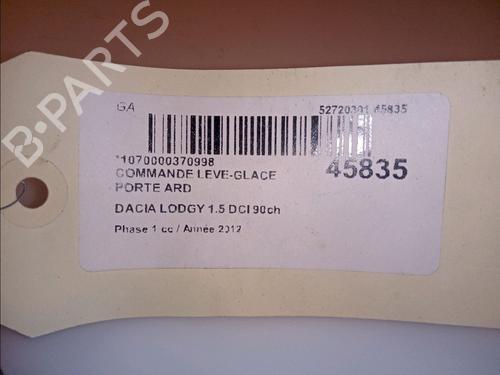 B-PARTS
GA 52720301 45835
*1070000370998
COMMANDE LEVE-GLACE 45835
PORTE ARD
DACIA LODGY 1.5 DCI 90ch
Phase 1 cc / Année 2012